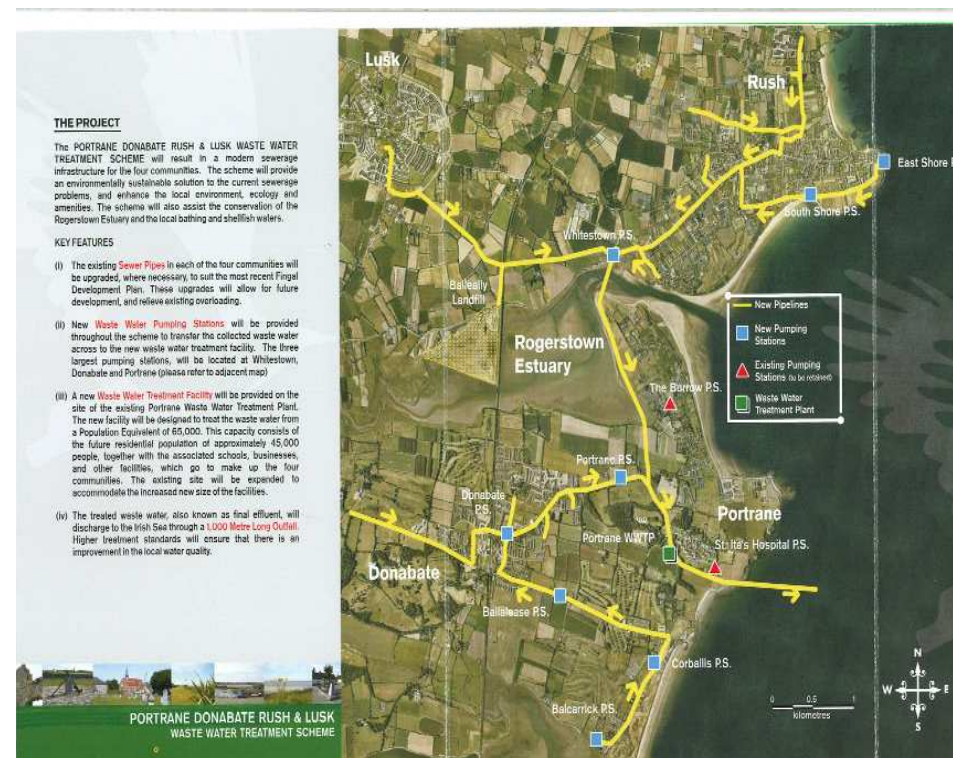 THE PROJECT
The PORTRANE DONABATE RUSH & LUSK WASTE WATER
TREATMENT SCHEME will result in a modern sewerage
infrastructure for the four communities. The scheme will provide
an environmentally sustainable solution to the current sewerage
problems, and enhance the local environment, ecology and
amenities. The scheme will also assist the conservation of the
Rogerstown Estuary and the local bathing and shellfish waters.
KEY FEATURES
(i) The existing Sewer Pipes in each of the four communities will
be upgraded, where necessary, to suit the most recent Fingal
Development Plan. These upgrades will allow for future
development, and relieve existing overloading.
(ii) New Waste Water Pumping Stations will be provided
throughout the scheme to transfer the collected waste water
across to the new waste water treatment facility. The three
largest pumping stations, will be located at Whitestown,
Donabate and Portrane (please refer to adjacent map)
(iii) A new Waste Water Treatment Facility will be provided on the
site of the existing Portrane Waste Water Treatment Plant.
The new facility will be designed to treat the waste water from
a Population Equivalent of 65,000. This capacity consists of
the future residential population of approximately 45,000
people, together with the associated schools, businesses,
and other facilities, which go to make up the four
communities. The existing site will be expanded to
accommodate the increased new size of the facilities.
(iv) The treated waste water, also known as final effluent, will
discharge to the Irish Sea through a 1,000 Metre Long Outfall.
Higher treatment standards will ensure that there is an
improvement in the local water quality.
PORTRANE DONABATE RUSH & LUSK
WASTE WATER TREATMENT SCHEME
Lusk
Rush
East Shore P
South Shore P.S.
Whitestown P.S.
Balleally
Landfill
Rogerstown
Estuary
New Pipelines
New Pumping
Stations
Existing Pumping
Stations (to be retained)
Waste Water
Treatment Plant
The Burrow P.S.
Portrane P.S.
Donabate
P.S.
Portrane
Portrane WWTP
St. Ita's Hospital P.S.
Donabate
Ballalease P.S.
Corballis P.S.
Balcarrick P.S.
0 0.5 1
kilometres
N
W E
S